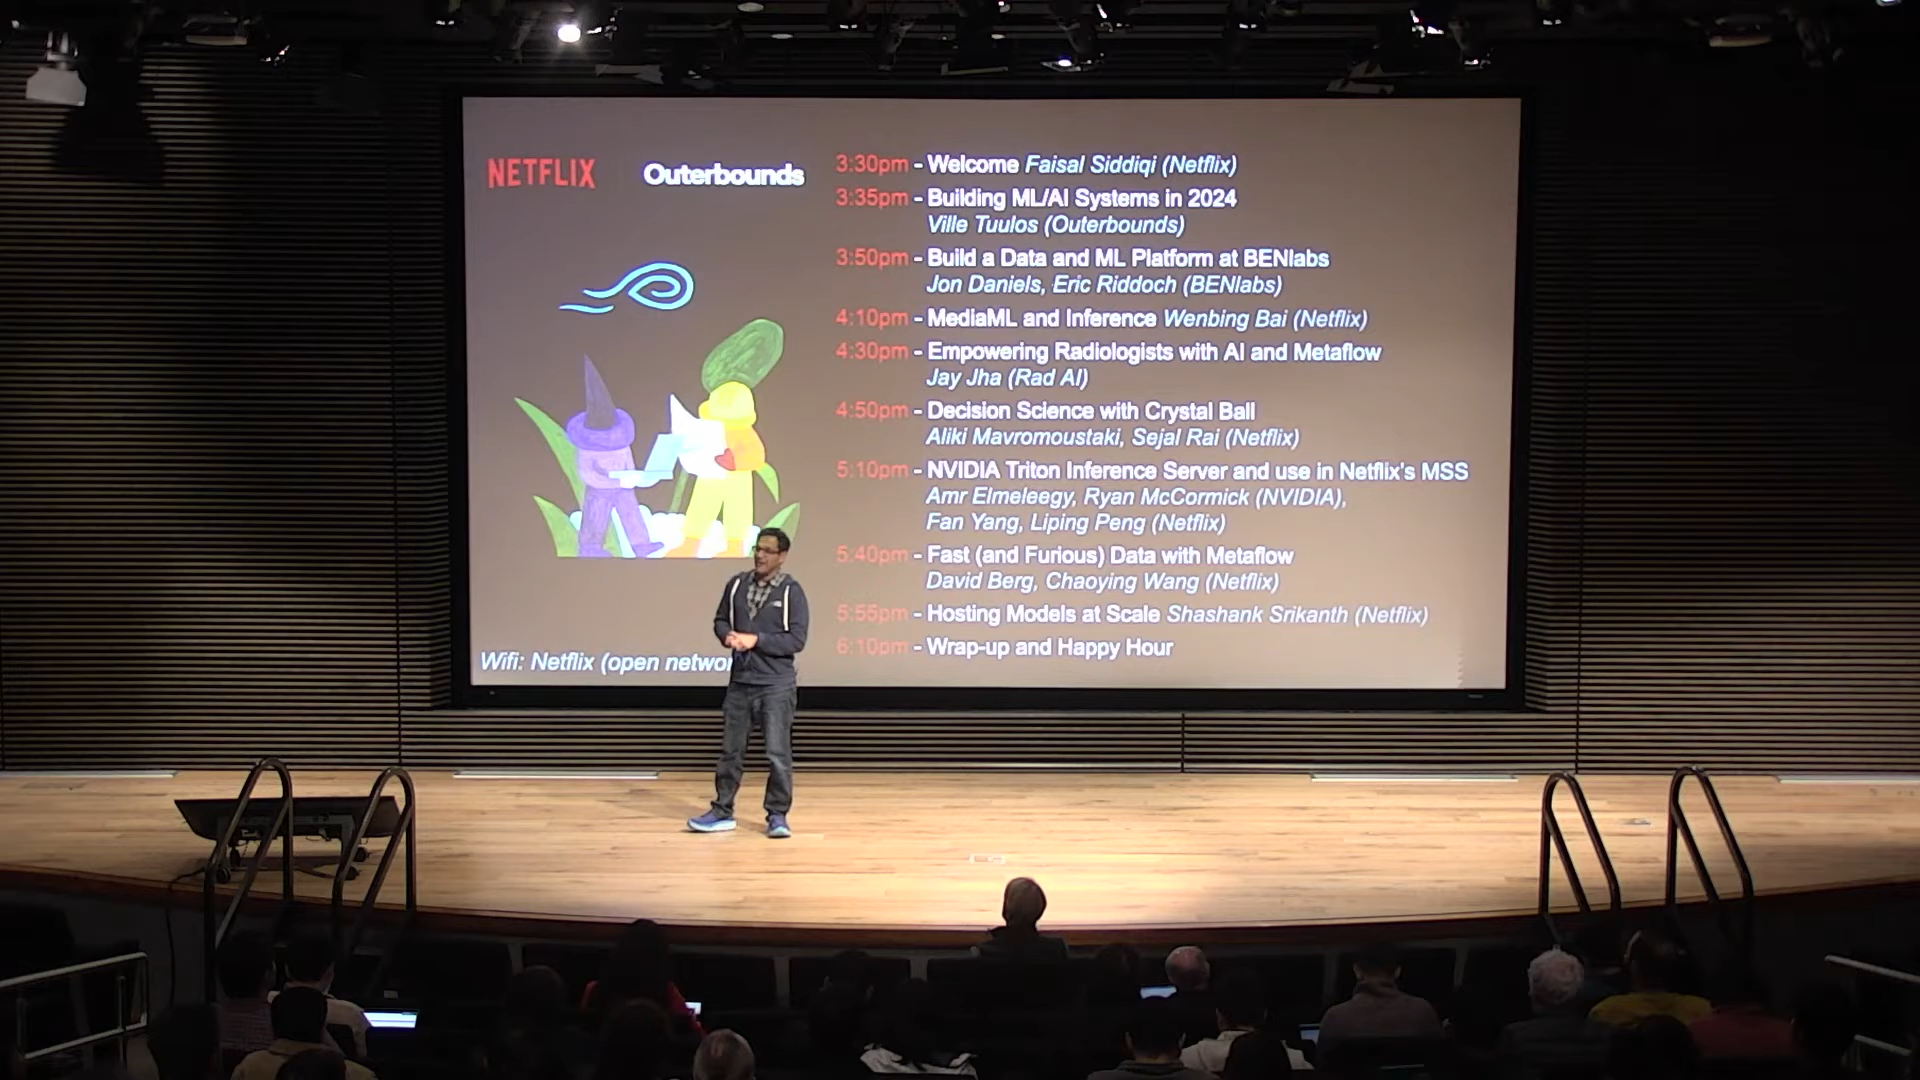 NETFLIX
Outerbounds
3:30pm - Welcome Faisal Siddiqi (Netflix)
3:35pm - Building ML/AI Systems in 2024
Ville Tuulos (Outerbounds)
3:50pm - Build a Data and ML Platform at BENlabs
Jon Daniels, Eric Riddoch (BENlabs)
4:10pm - MediaML and Inference Wenbing Bai (Netflix)
4:30pm - Empowering Radiologists with AI and Metaflow
Jay Jha (Rad AI)
4:50pm - Decision Science with Crystal Ball
Aliki Mavromoustaki, Sejal Rai (Netflix)
5:10pm - NVIDIA Triton Inference Server and use in Netflix's MSS
Amr Elmeleegy, Ryan McCormick (NVIDIA),
Fan Yang, Liping Peng (Netflix)
5:40pm - Fast (and Furious) Data with Metaflow
David Berg, Chaoying Wang (Netflix)
5:55pm - Hosting Models at Scale Shashank Srikanth (Netflix)
6:10pm - Wrap-up and Happy Hour
Wifi: Netflix (open